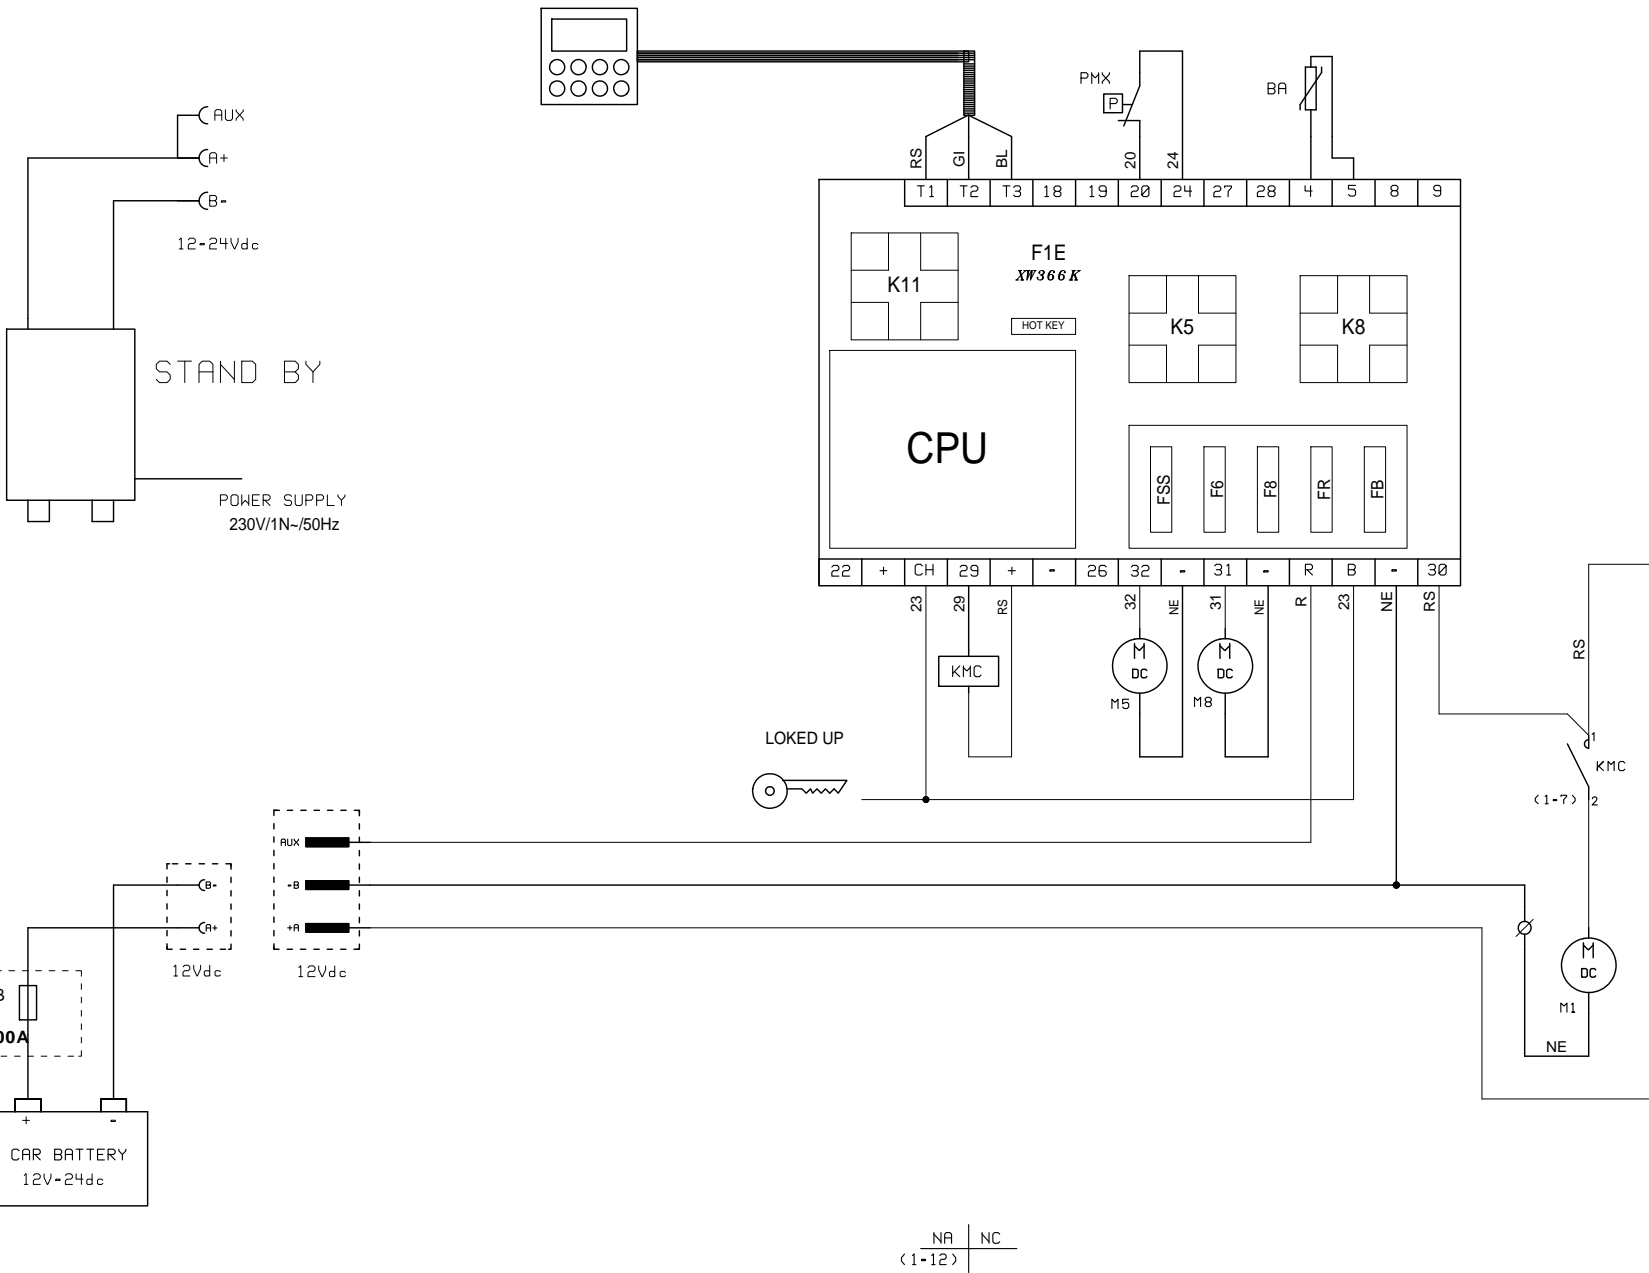 PMX
P
BA
AUX
A+
B-
12-24Vdc
RS
GI
BL
20
24
T1 T2 T3 18 19 20 24 27 28 4 5 8 9
F1E
XW366K
K11
HOT KEY
K5
K8
STAND BY
CPU
FSS
F6
F8
FR
FB
POWER SUPPLY
230V/1N~/50Hz
22 + CH 29 + - 26 32 - 31 - R B - 30
23
29
RS
32
NE
31
NE
R
23
NE
RS
RS
KMC
M
DC
M5
M
DC
M8
LOKED UP
1
KMC
(1-7)
2
AUX
-B
+A
12Vdc
B-
A+
12Vdc
M
DC
M1
NE
00A
+ -
CAR BATTERY
12V-24dc
NA NC
(1-12)